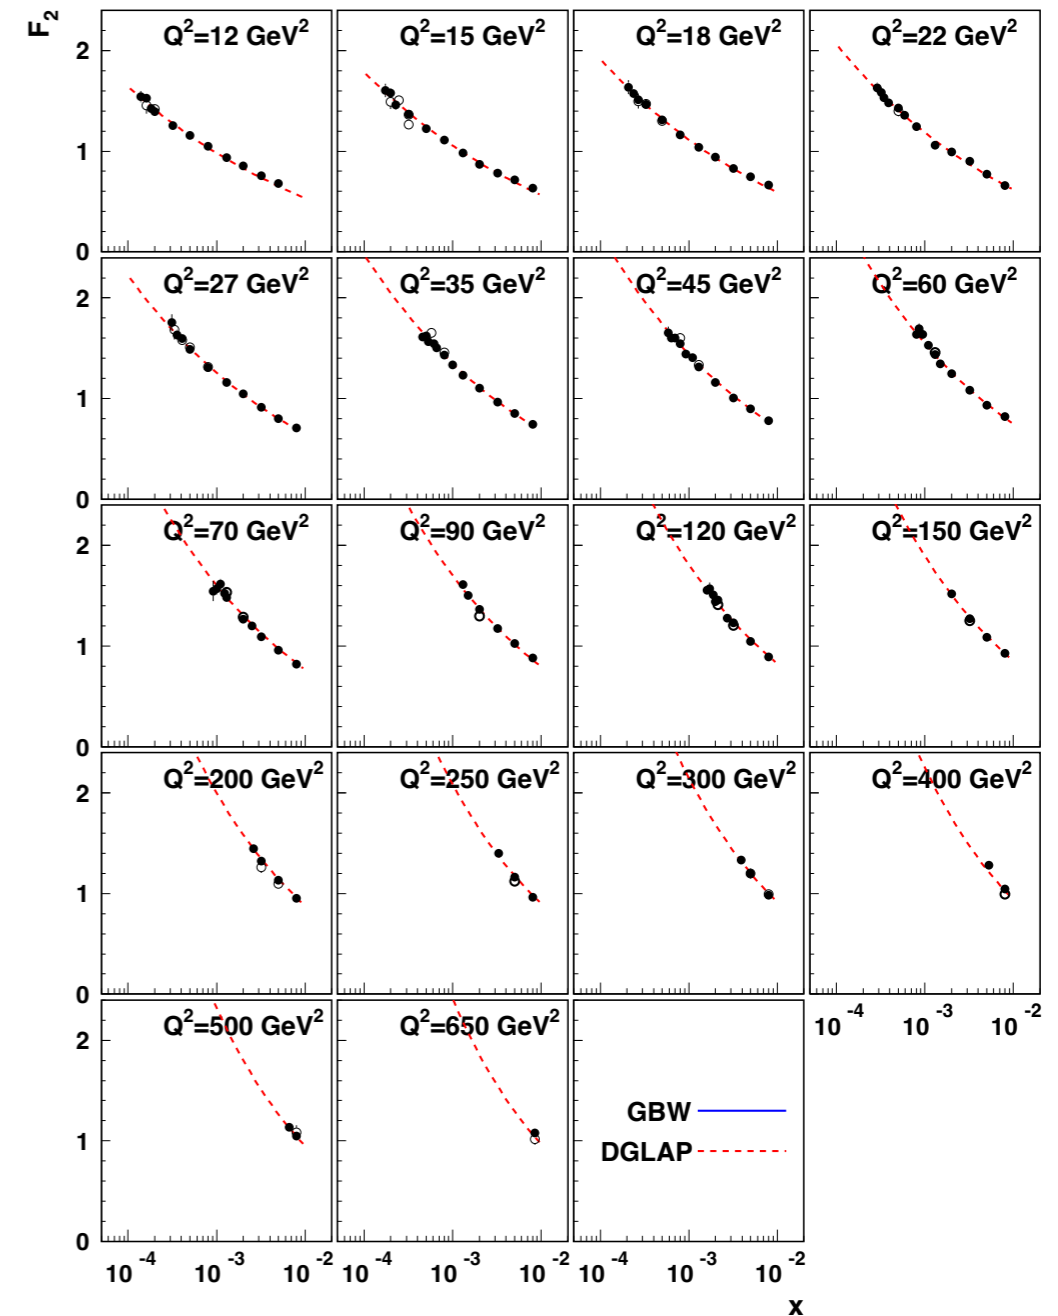 F₂
Q²=12 GeV² Q²=15 GeV² Q²=18 GeV² Q²=22 GeV²
2
1
0
Q²=27 GeV² Q²=35 GeV² Q²=45 GeV² Q²=60 GeV²
2
1
0
Q²=70 GeV² Q²=90 GeV² Q²=120 GeV² Q²=150 GeV²
2
1
0
Q²=200 GeV² Q²=250 GeV² Q²=300 GeV² Q²=400 GeV²
2
1
0
Q²=500 GeV² Q²=650 GeV²
10⁻⁴ 10⁻³ 10⁻²
2
GBW
1
DGLAP
0
10⁻⁴ 10⁻³ 10⁻² 10⁻⁴ 10⁻³ 10⁻² 10⁻⁴ 10⁻³ 10⁻²
x